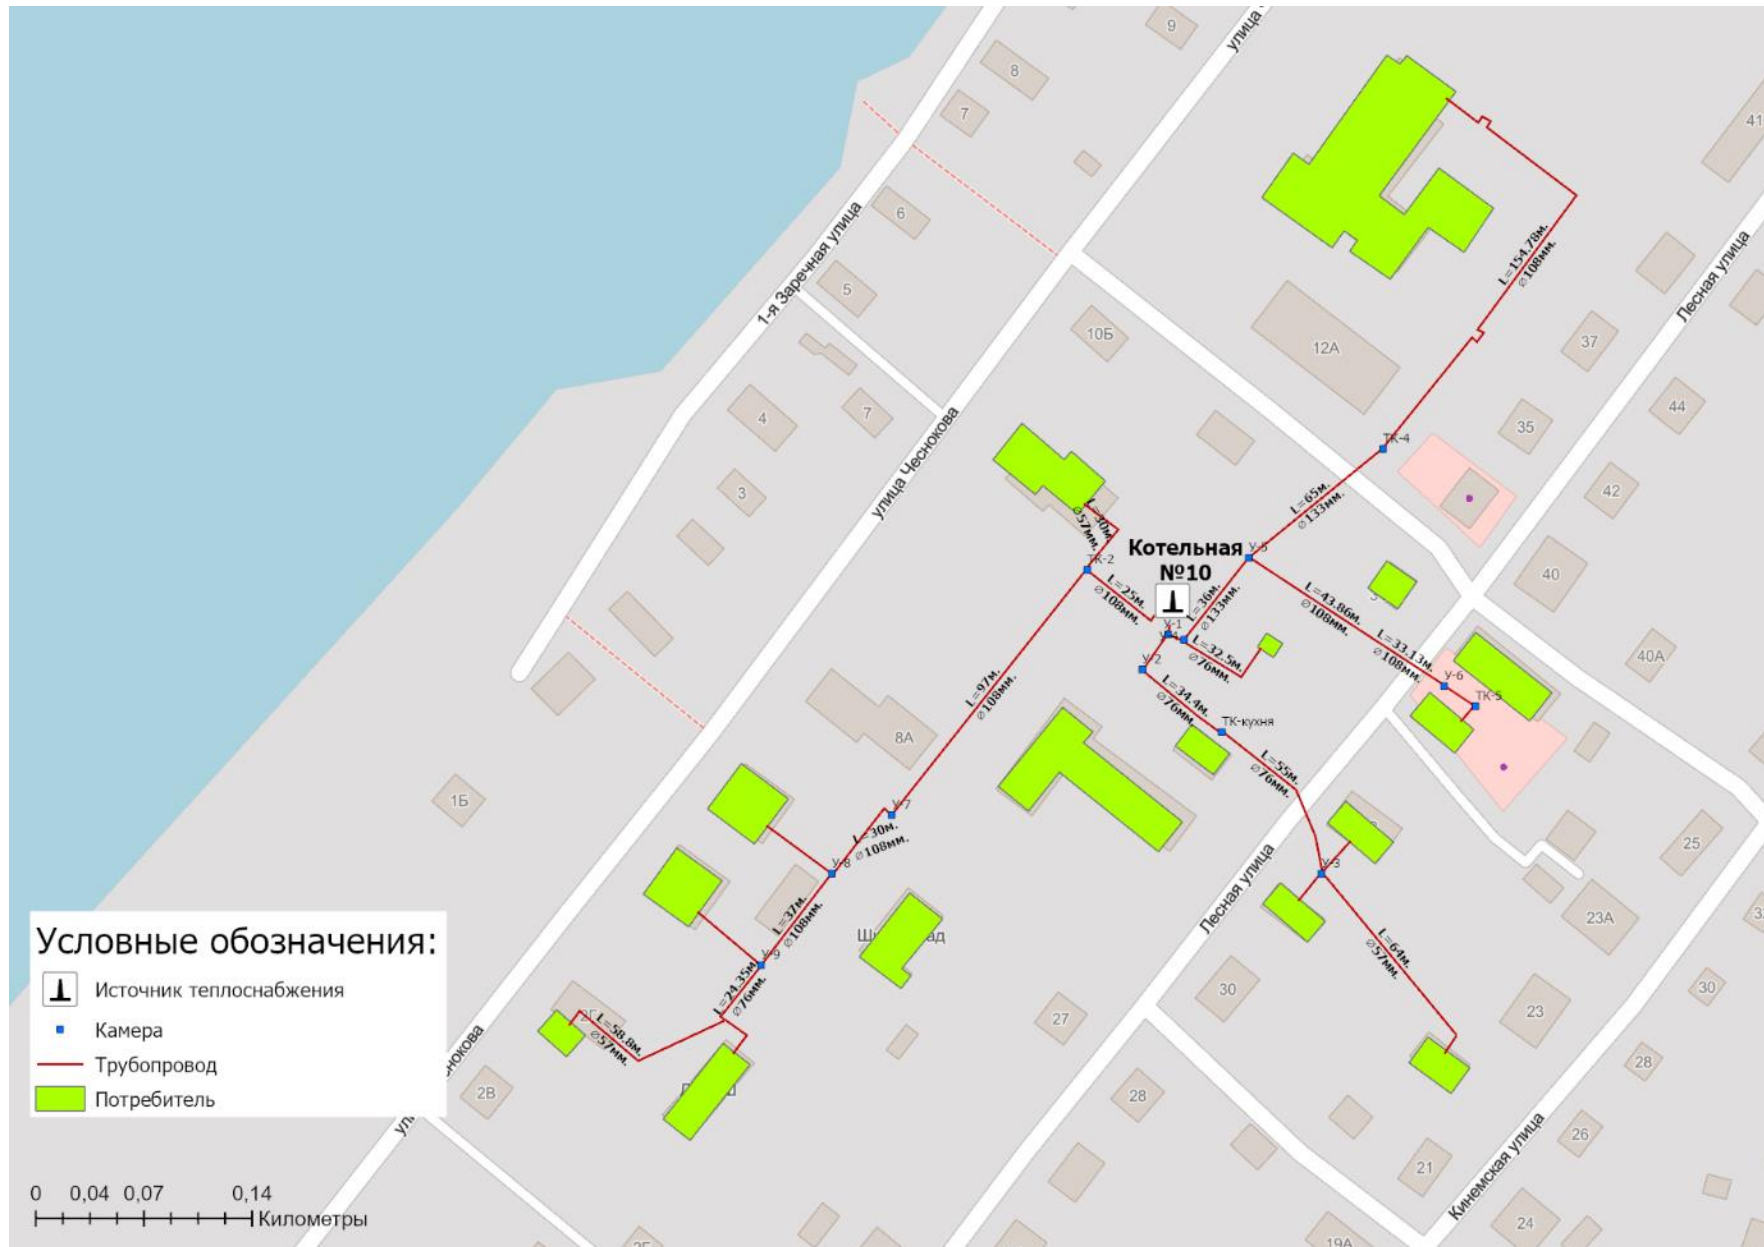 9
улица
8
7
41
6
1-я Заречная улица
5
L=154.78м.
⌀108мм.
Лесная улица
10Б
37
12А
4
7
44
35
улица Чеснокова
ТК-4
3
42
L=65м.
⌀133мм.
L=30м.
⌀57мм.
Котельная
№10
У-5
ТК-2
40
L=25м.
⌀108мм.
L=36м.
⌀133мм.
L=43.86м.
⌀108мм.
У-1
L=32.5м.
⌀76мм.
L=33.13м.
⌀108мм.
40А
У-2
L=34.4м.
⌀76мм.
У-6
ТК-5
L=97м.
⌀108мм.
ТК-кухня
8А
L=55м.
⌀76мм.
1Б
У-7
L=30м.
⌀108мм.
25
У-8
У-3
Лесная улица
L=37м.
⌀108мм.
23А
L=64м.
⌀57мм.
У-9
L=24.35м.
⌀76мм.
Условные обозначения:
Источник теплоснабжения
Камера
Трубопровод
Потребитель
30
30
23
27
L=58.8м.
⌀57мм.
28
2В
28
26
21
Кинемская улица
24
19А
0 0,04 0,07 0,14
Километры